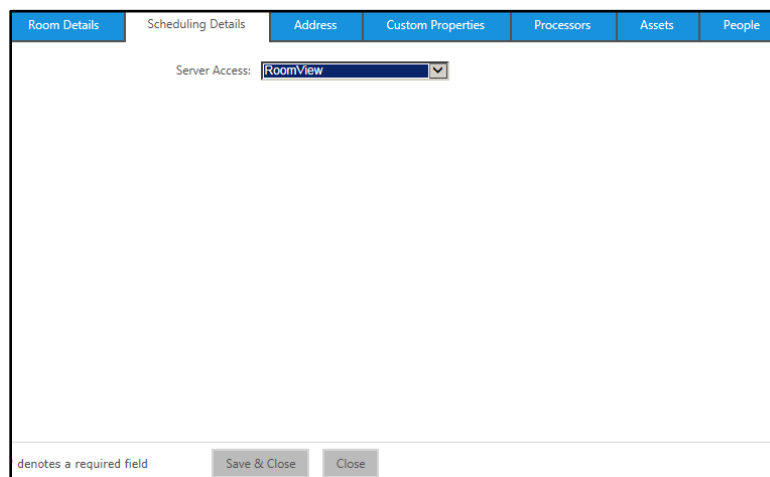 Room Details Scheduling Details Address Custom Properties Processors Assets People
Server Access: RoomView
denotes a required field Save & Close Close